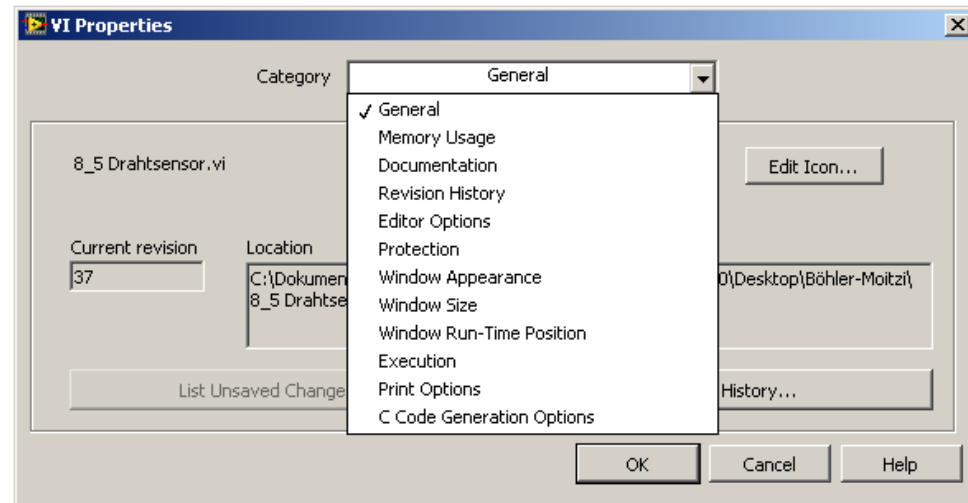 VI Properties
Category General
General
Memory Usage
Documentation
Revision History
Editor Options
Protection
Window Appearance
Window Size
Window Run-Time Position
Execution
Print Options
C Code Generation Options
8_5 Drahtsensor.vi
Edit Icon...
Current revision
37
Location
C:\Dokumen 0\Desktop\Böhler-Moitzi\
8_5 Drahtse
List Unsaved Change
History...
OK Cancel Help